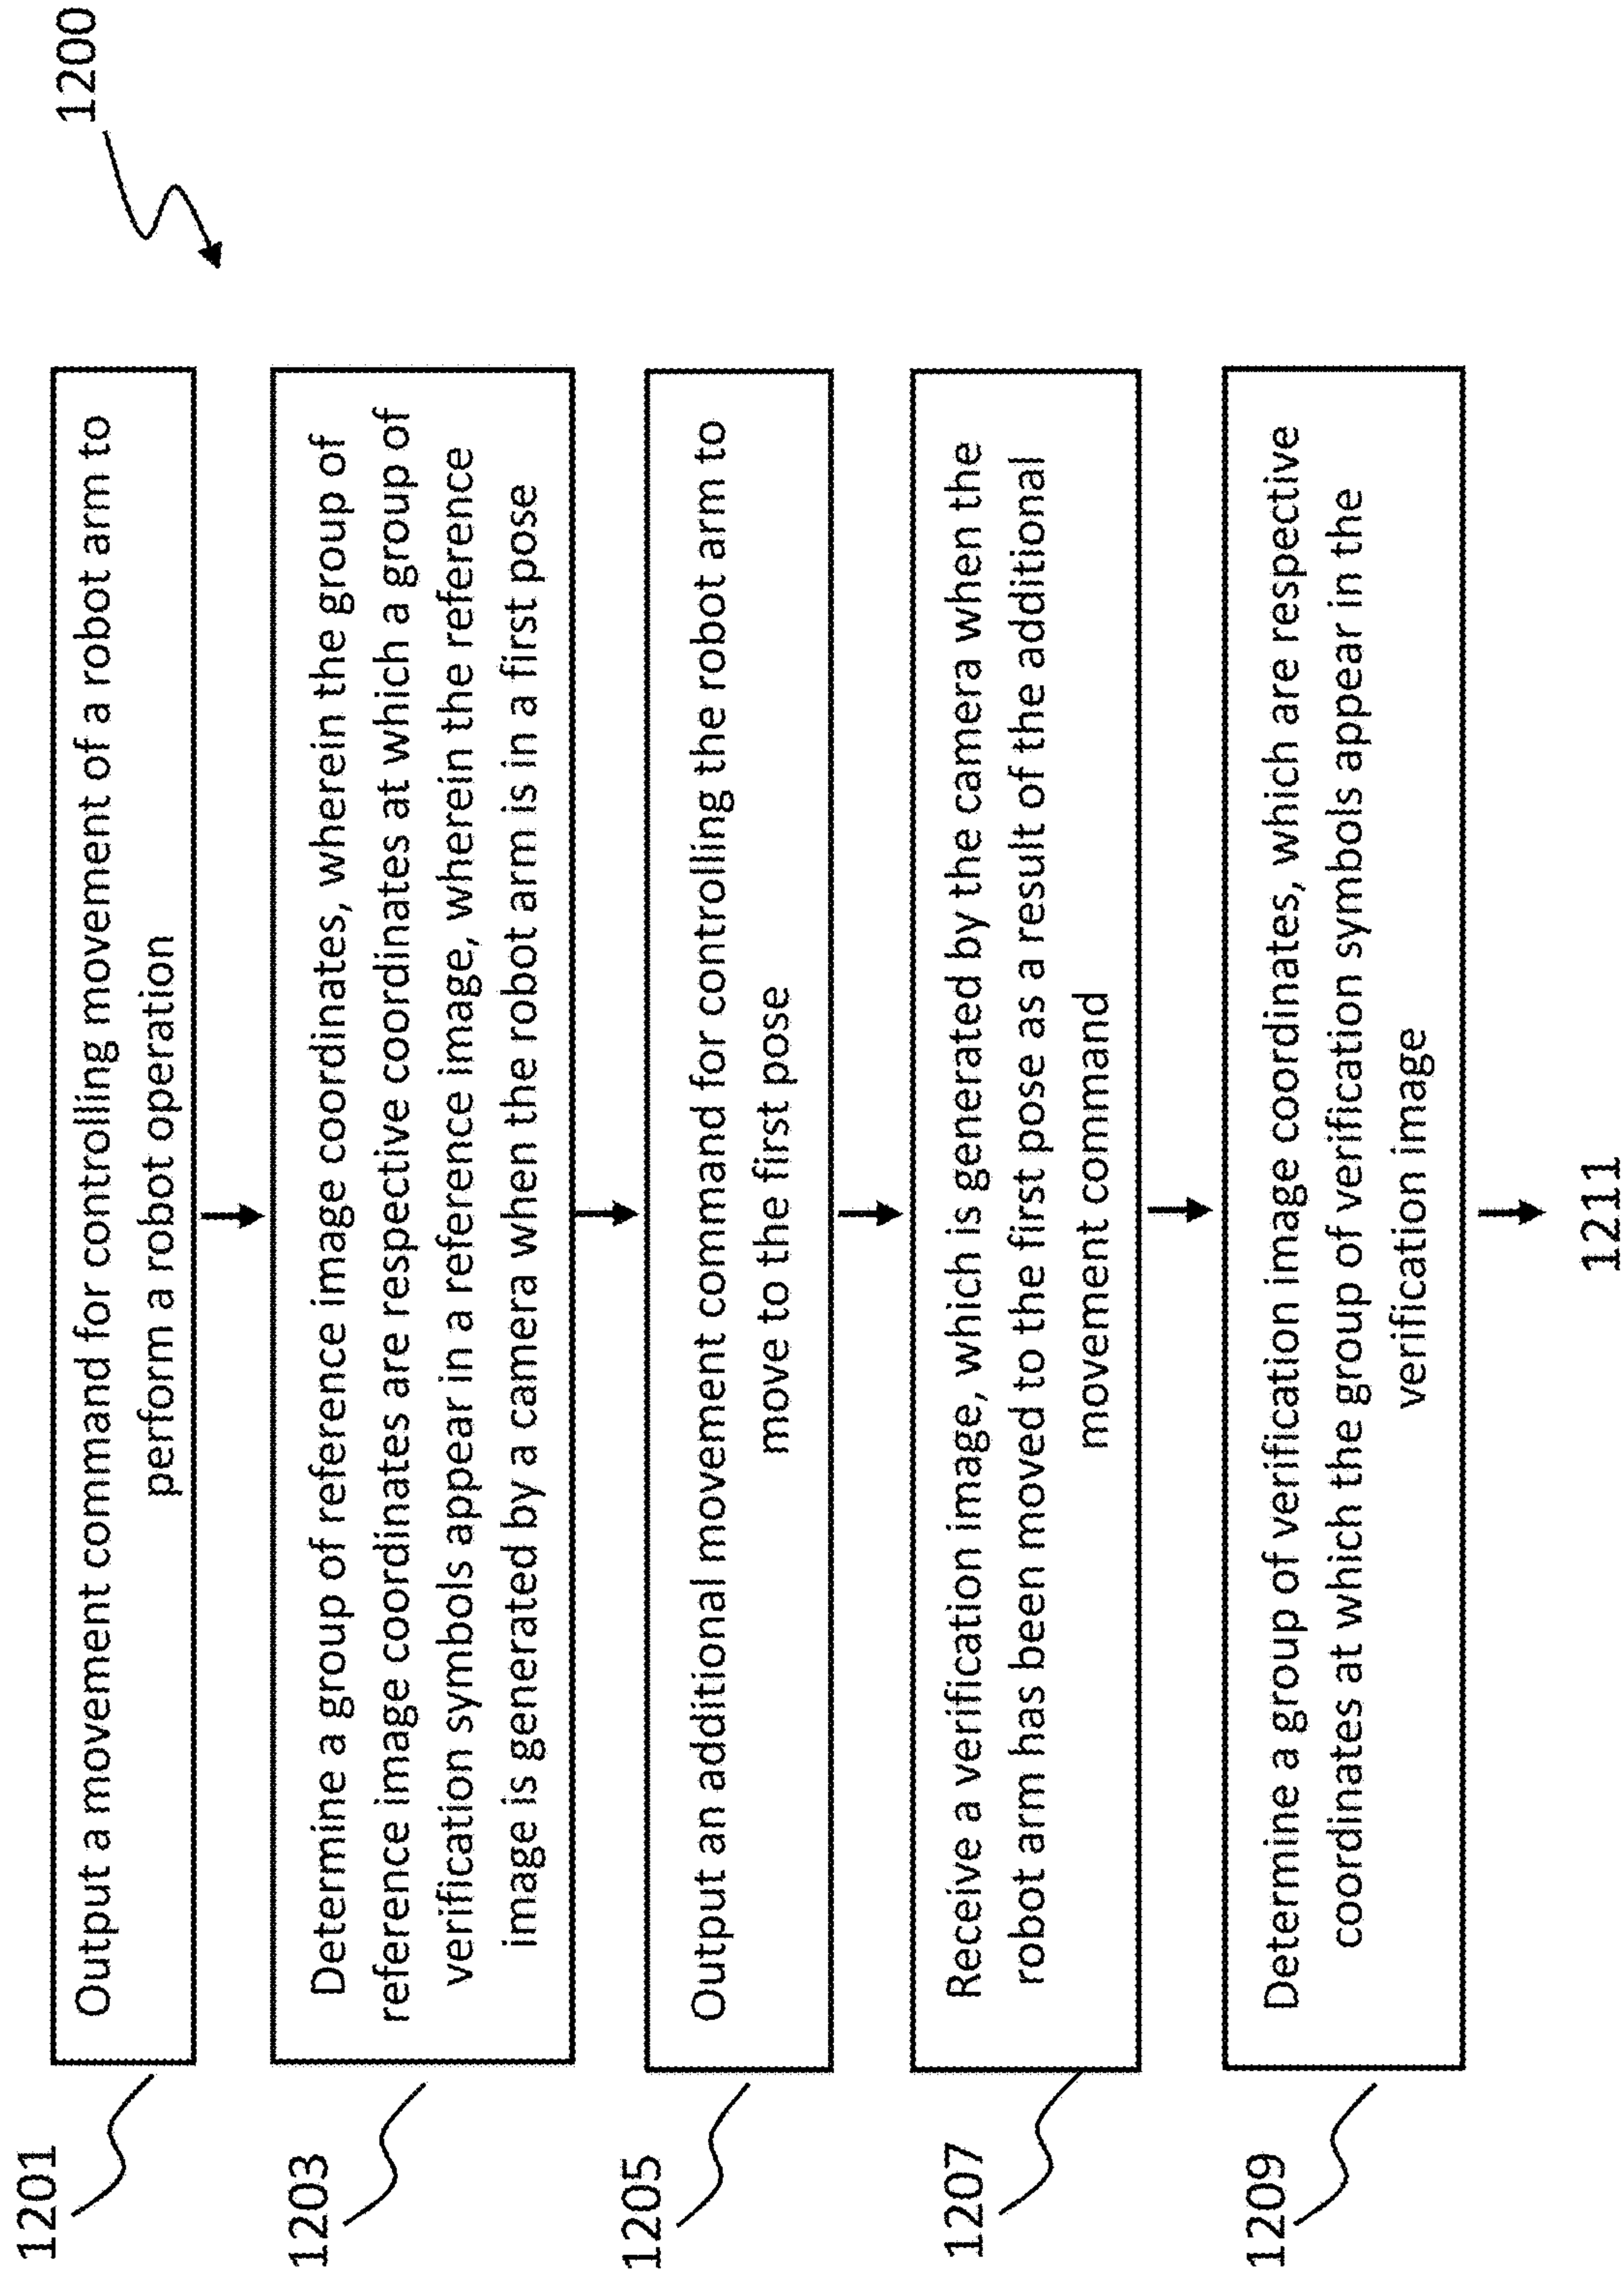 1200
1201
Output a movement command for controlling movement of a robot arm to
perform a robot operation
1203
Determine a group of reference image coordinates, wherein the group of
reference image coordinates are respective coordinates at which a group of
verification symbols appear in a reference image, wherein the reference
image is generated by a camera when the robot arm is in a first pose
1205
Output an additional movement command for controlling the robot arm to
move to the first pose
1207
Receive a verification image, which is generated by the camera when the
robot arm has been moved to the first pose as a result of the additional
movement command
1209
Determine a group of verification image coordinates, which are respective
coordinates at which the group of verification symbols appear in the
verification image
1211